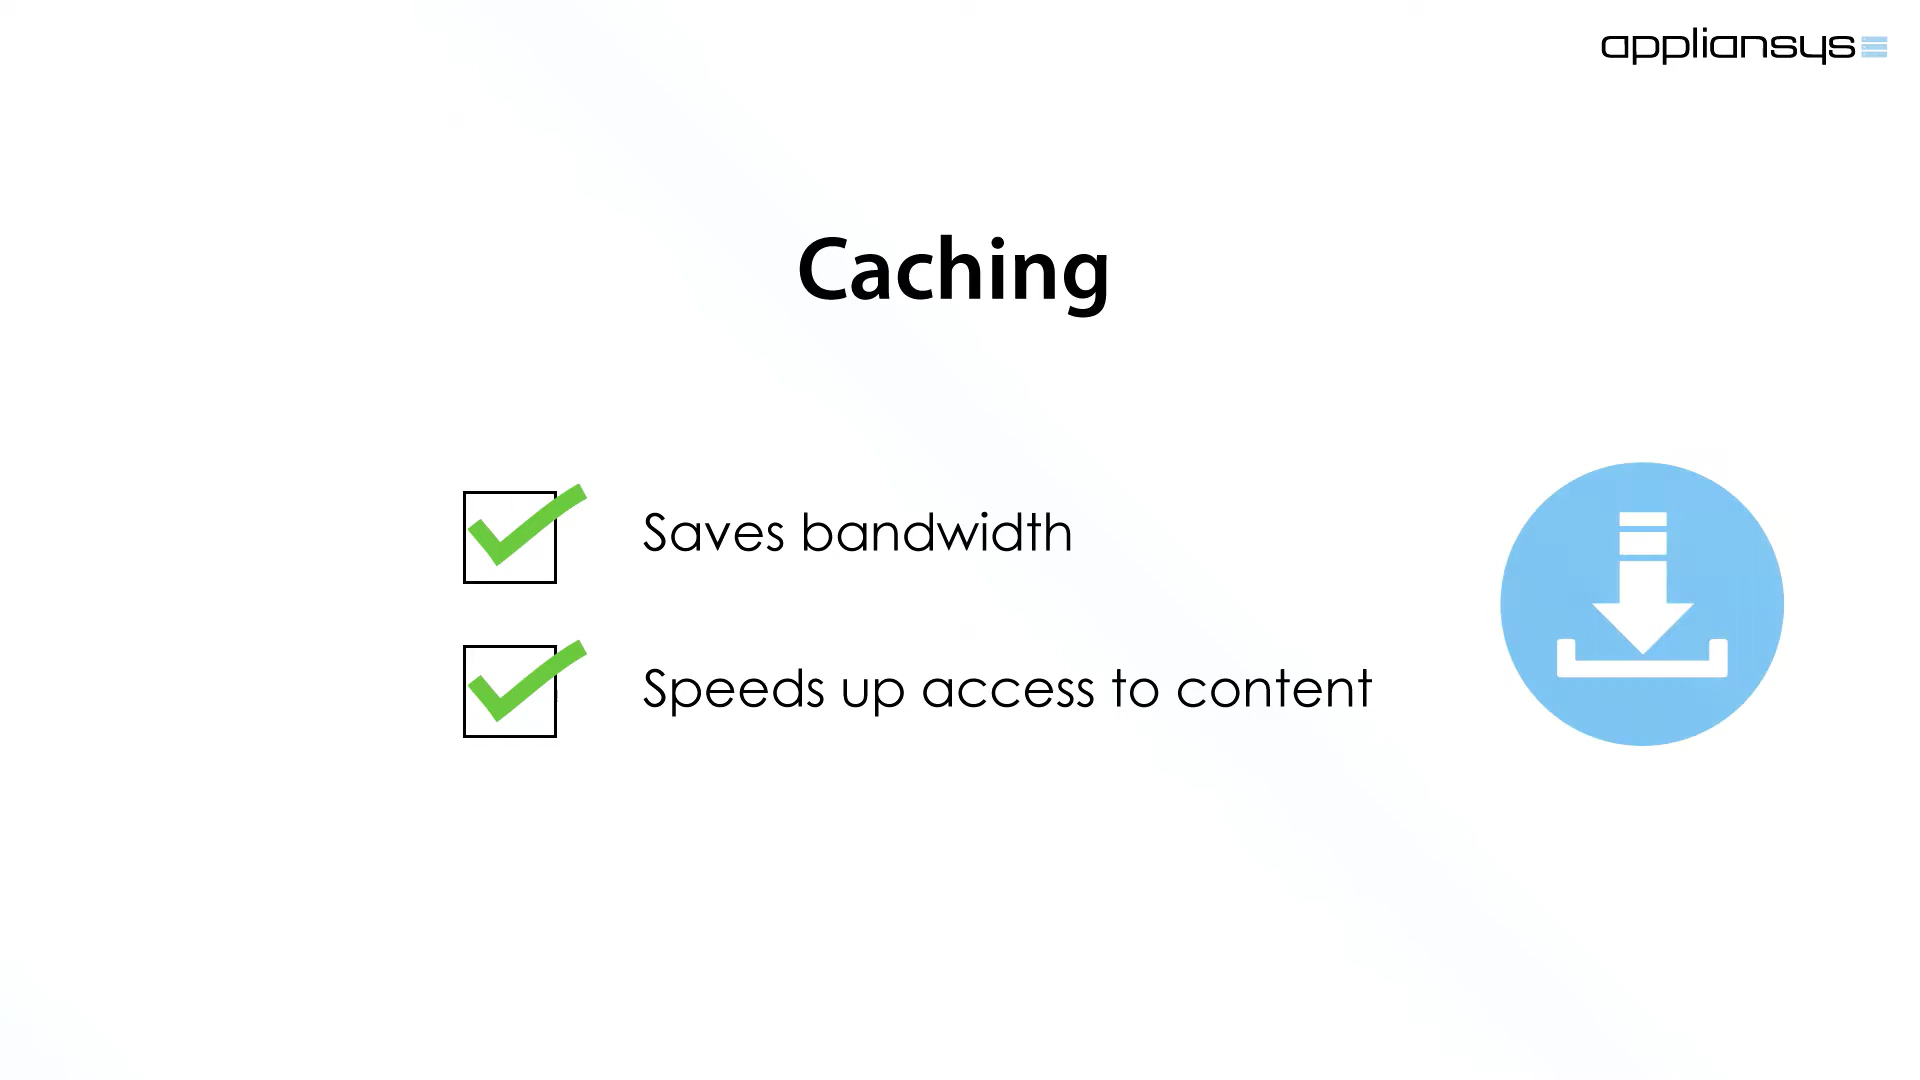 appliansys
Caching
Saves bandwidth
Speeds up access to content